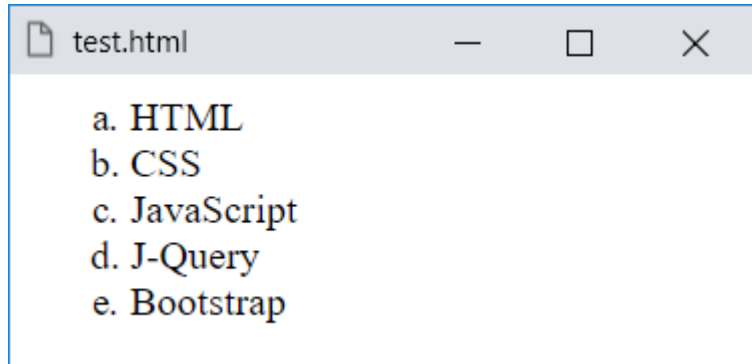 test.html
a. HTML
b. CSS
c. JavaScript
d. J-Query
e. Bootstrap